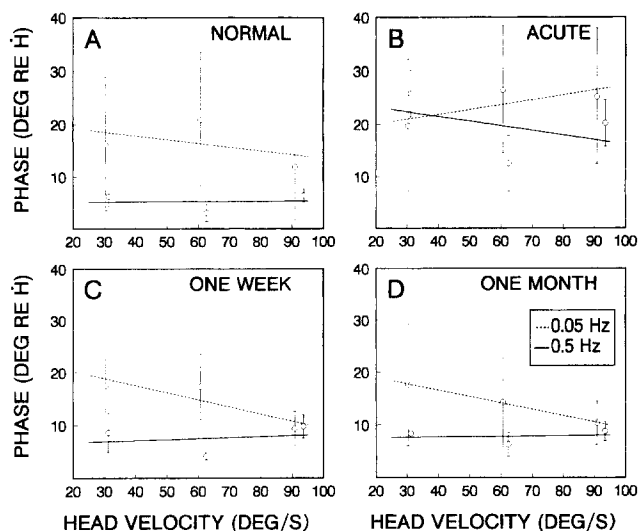 A NORMAL
B ACUTE
PHASE (DEG RE Ḣ)
40
30
20
10
20 30 40 50 60 70 80 90 100
40
30
20
10
20 30 40 50 60 70 80 90 100
C ONE WEEK
D ONE MONTH
PHASE (DEG RE Ḣ)
40
30
20
10
20 30 40 50 60 70 80 90 100
40
30
20
10
20 30 40 50 60 70 80 90 100
0.05 Hz
0.5 Hz
HEAD VELOCITY (DEG/S)
HEAD VELOCITY (DEG/S)